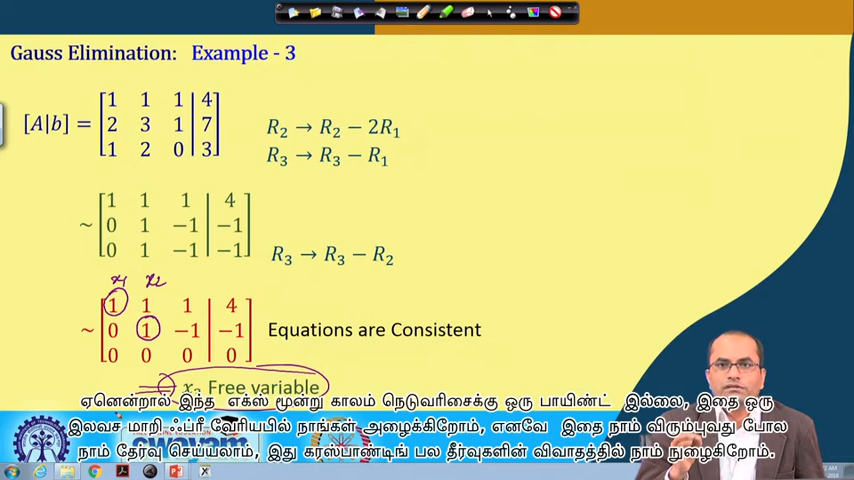 Gauss Elimination: Example - 3
[A|b] = [1 1 1 | 4
2 3 1 | 7
1 2 0 | 3]
R₂ → R₂ − 2R₁
R₃ → R₃ − R₁
~ [1 1 1 | 4
0 1 −1 | −1
0 1 −1 | −1]
R₃ → R₃ − R₂
x₁ x₂
~ [1 1 1 | 4
0 1 −1 | −1
0 0 0 | 0]
Equations are Consistent
x₃ Free variable
ஏனென்றால் இந்த எக்ஸ் மூன்று காலம் நெடுவரிசைக்கு ஒரு பாயிண்ட் இல்லை, இதை ஒரு
இலவச மாறி ஃப்ரீ வேரியபில் நாங்கள் அழைக்கிறோம், எனவே இதை நாம் விரும்புவது போல
நாம் தேர்வு செய்யலாம், இது கரஸ்பாண்டிங் பல தீர்வுகளின் விவாதத்தில் நாம் நுழைகிறோம்.